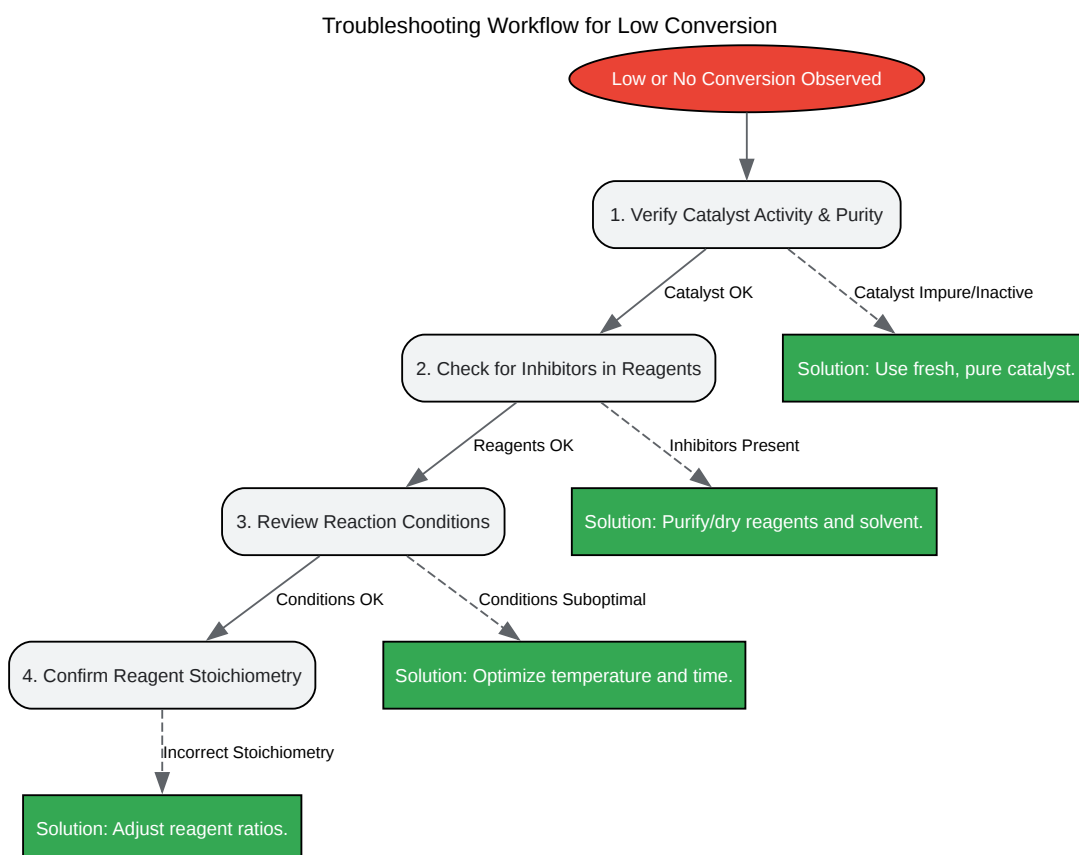 Troubleshooting Workflow for Low Conversion
Low or No Conversion Observed
1. Verify Catalyst Activity & Purity
Catalyst OK
Catalyst Impure/Inactive
2. Check for Inhibitors in Reagents
Solution: Use fresh, pure catalyst.
Reagents OK
Inhibitors Present
3. Review Reaction Conditions
Solution: Purify/dry reagents and solvent.
Conditions OK
Conditions Suboptimal
4. Confirm Reagent Stoichiometry
Solution: Optimize temperature and time.
Incorrect Stoichiometry
Solution: Adjust reagent ratios.